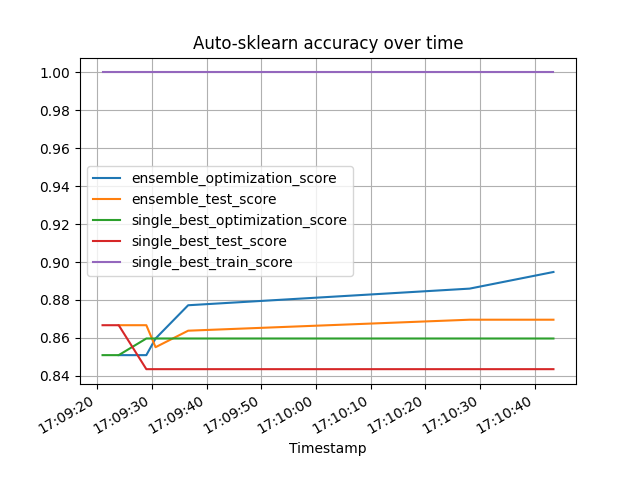 Auto-sklearn accuracy over time
1.00
0.98
0.96
0.94
0.92
0.90
0.88
0.86
0.84
ensemble_optimization_score
ensemble_test_score
single_best_optimization_score
single_best_test_score
single_best_train_score
17:09:20
17:09:30
17:09:40
17:09:50
17:10:00
17:10:10
17:10:20
17:10:30
17:10:40
Timestamp